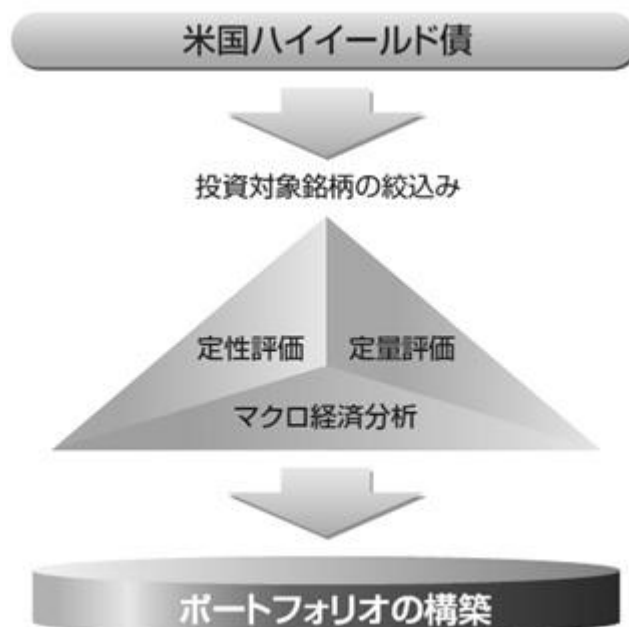 米国ハイイールド債
投資対象銘柄の絞込み
定性評価 定量評価
マクロ経済分析
ポートフォリオの構築